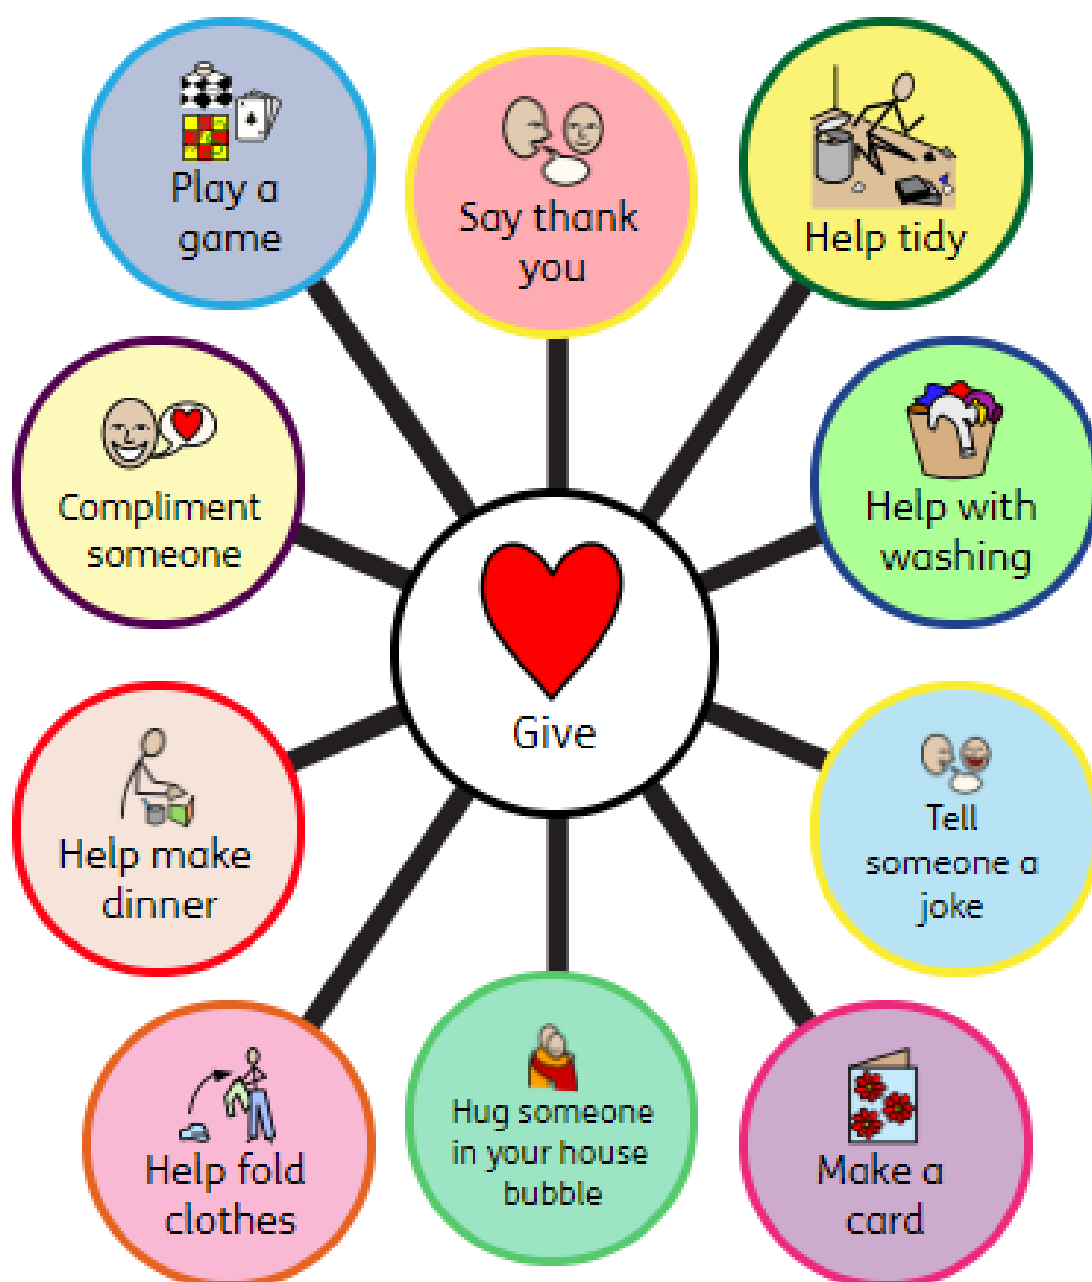 Play a
game
Say thank
you
Help tidy
Compliment
someone
Help with
washing
Give
Help make
dinner
Tell
someone a
joke
Help fold
clothes
Hug someone
in your house
bubble
Make a
card